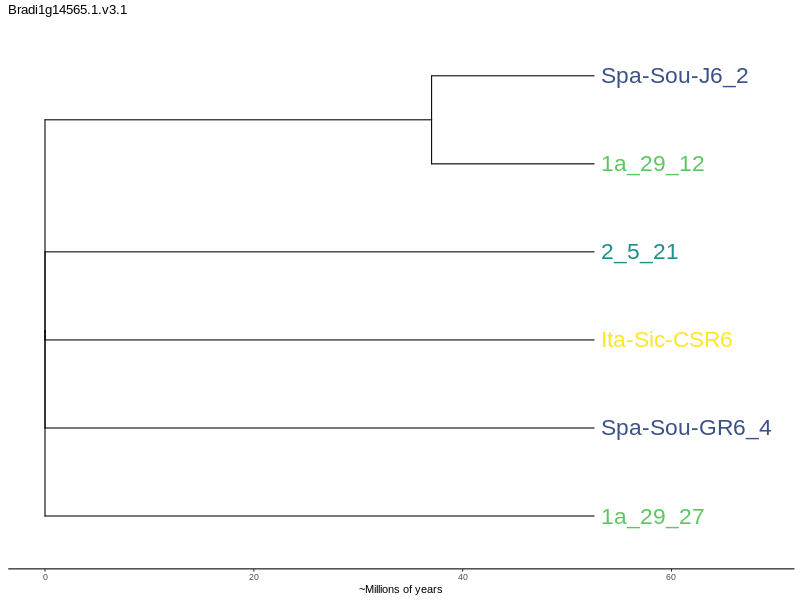 Bradi1g14565.1.v3.1
Spa-Sou-J6_2
1a_29_12
2_5_21
Ita-Sic-CSR6
Spa-Sou-GR6_4
1a_29_27
0 20 40 60
~Millions of years